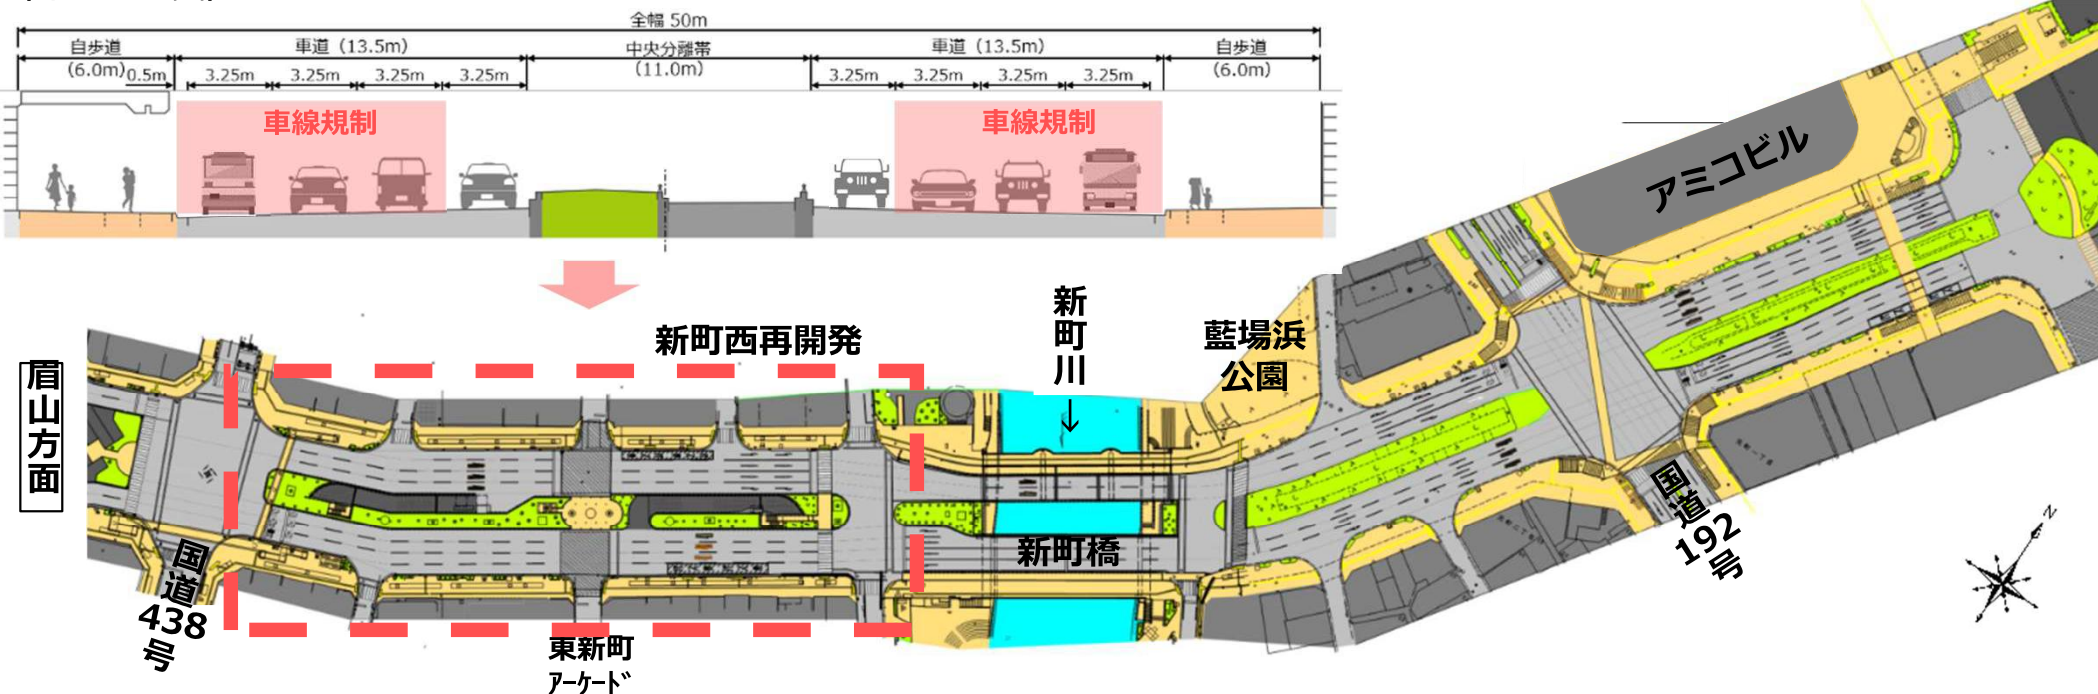 全幅 50m
自歩道
(6.0m)
車道（13.5m）
中央分離帯
(11.0m)
車道（13.5m）
自歩道
(6.0m)
0.5m
3.25m
3.25m
3.25m
3.25m
3.25m
3.25m
3.25m
3.25m
車線規制
車線規制
アミコビル
新町西再開発
新町川
藍場浜
公園
眉山方面
新町橋
国道
192
号
国道
438
号
東新町
ｱｰｹｰﾄﾞ
N